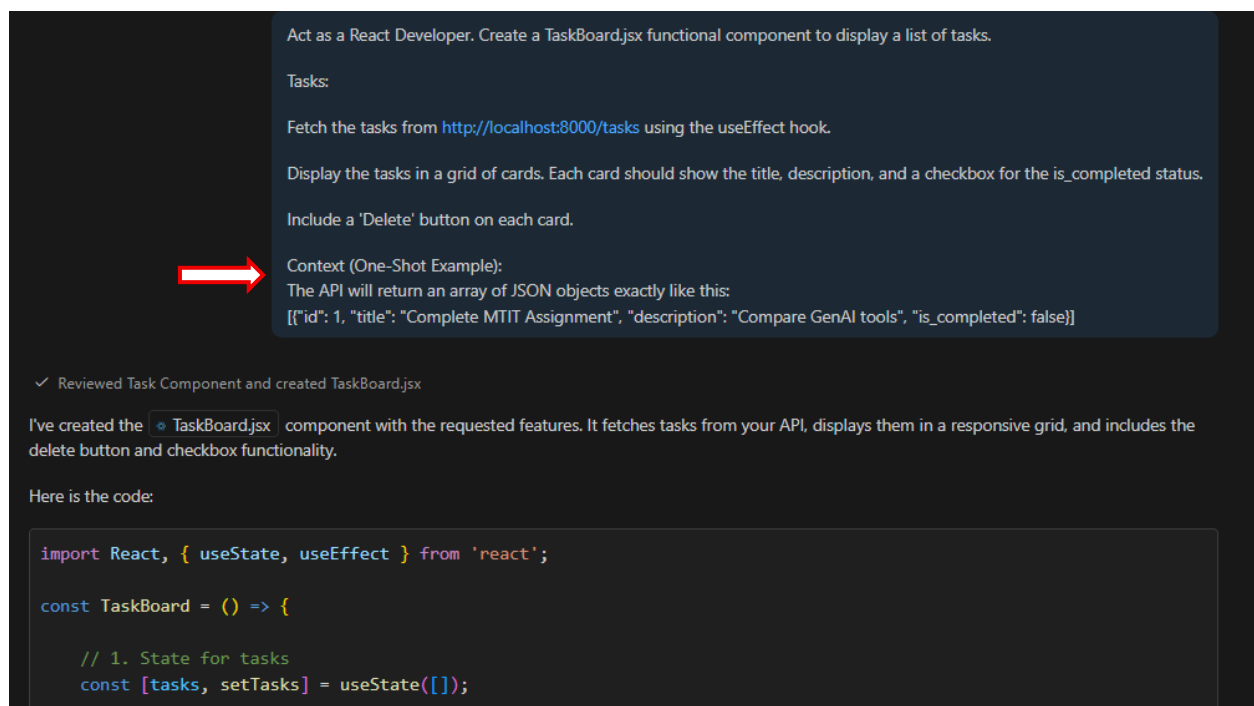 Act as a React Developer. Create a TaskBoard.jsx functional component to display a list of tasks.
Tasks:
Fetch the tasks from http://localhost:8000/tasks using the useEffect hook.
Display the tasks in a grid of cards. Each card should show the title, description, and a checkbox for the is_completed status.
Include a 'Delete' button on each card.
Context (One-Shot Example):
The API will return an array of JSON objects exactly like this:
[{"id": 1, "title": "Complete MTIT Assignment", "description": "Compare GenAI tools", "is_completed": false}]
Reviewed Task Component and created TaskBoard.jsx
I've created the TaskBoard.jsx component with the requested features. It fetches tasks from your API, displays them in a responsive grid, and includes the
delete button and checkbox functionality.
Here is the code:
import React, { useState, useEffect } from 'react';
const TaskBoard = () => {
// 1. State for tasks
const [tasks, setTasks] = useState([]);